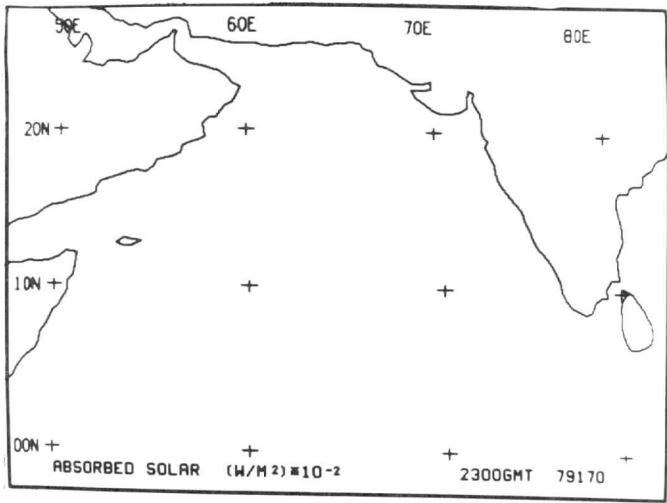 50E 60E 70E 80E
20N
10N
00N
ABSORBED SOLAR (W/M2)*10-2 2300GMT 79170